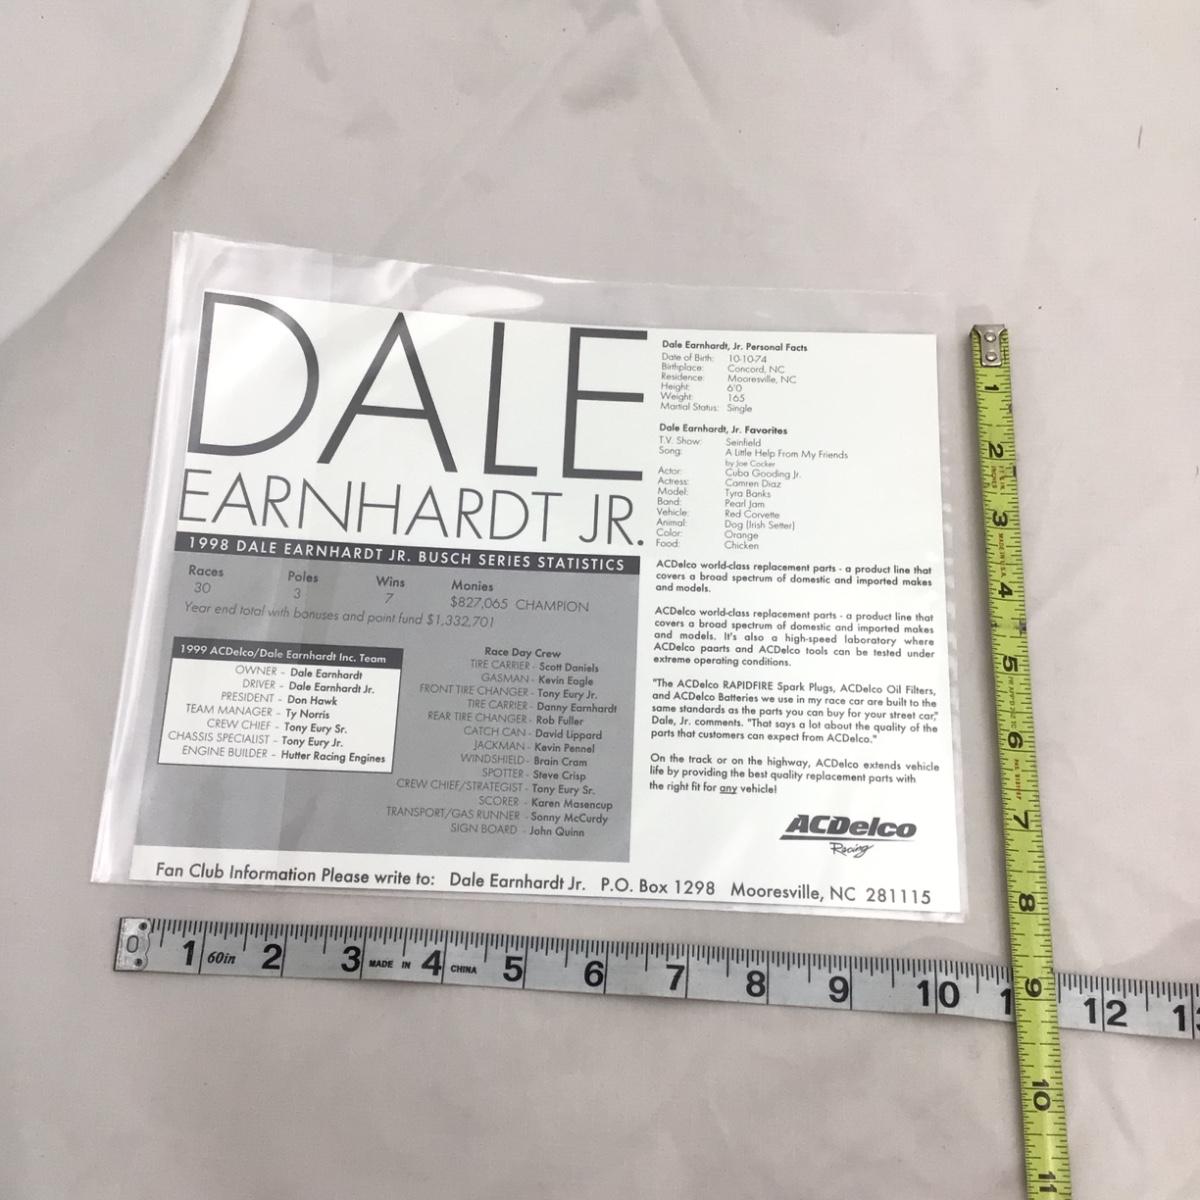 DALE
EARNHARDT JR.
1998 DALE EARNHARDT JR. BUSCH SERIES STATISTICS
Races Poles Wins Monies
30 3 7 $827,065 CHAMPION
Year end total with bonuses and point fund $1,332,701
1999 ACDelco/Dale Earnhardt Inc. Team
OWNER - Dale Earnhardt
DRIVER - Dale Earnhardt Jr.
PRESIDENT - Don Hawk
TEAM MANAGER - Ty Norris
CREW CHIEF - Tony Eury Sr.
CHASSIS SPECIALIST - Tony Eury Jr.
ENGINE BUILDER - Hutter Racing Engines
Race Day Crew
TIRE CARRIER - Scott Daniels
GASMAN - Kevin Eagle
FRONT TIRE CHANGER - Tony Eury Jr.
TIRE CARRIER - Danny Earnhardt
REAR TIRE CHANGER - Rob Fuller
CATCH CAN - David Lippard
JACKMAN - Kevin Pennel
WINDSHIELD - Brain Cram
SPOTTER - Steve Crisp
CREW CHIEF/STRATEGIST - Tony Eury Sr.
SCORER - Karen Masencup
TRANSPORT/GAS RUNNER - Sonny McCurdy
SIGN BOARD - John Quinn
Dale Earnhardt, Jr. Personal Facts
Date of Birth: 10-10-74
Birthplace: Concord, NC
Residence: Mooresville, NC
Height: 6'0
Weight: 165
Martial Status: Single
Dale Earnhardt, Jr. Favorites
T.V. Show: Seinfield
Song: A Little Help From My Friends
by Joe Cocker
Actor: Cuba Gooding Jr.
Actress: Camren Diaz
Model: Tyra Banks
Band: Pearl Jam
Vehicle: Red Corvette
Animal: Dog (Irish Setter)
Color: Orange
Food: Chicken
ACDelco world-class replacement parts - a product line that
covers a broad spectrum of domestic and imported makes
and models.
ACDelco world-class replacement parts - a product line that
covers a broad spectrum of domestic and imported makes
and models. It's also a high-speed laboratory where
ACDelco paarts and ACDelco tools can be tested under
extreme operating conditions.
"The ACDelco RAPIDFIRE Spark Plugs, ACDelco Oil Filters,
and ACDelco Batteries we use in my race car are built to the
same standards as the parts you can buy for your street car,"
Dale, Jr. comments. "That says a lot about the quality of the
parts that customers can expect from ACDelco."
On the track or on the highway, ACDelco extends vehicle
life by providing the best quality replacement parts with
the right fit for any vehicle!
ACDelco
Racing
Fan Club Information Please write to: Dale Earnhardt Jr. P.O. Box 1298 Mooresville, NC 281115
0 1 60in 2 3 MADE IN 4 CHINA 5 6 7 8 9 10 1 12 1
1
2
3
MADE IN U.S.A.
4
5
6
7
8
9
10
11